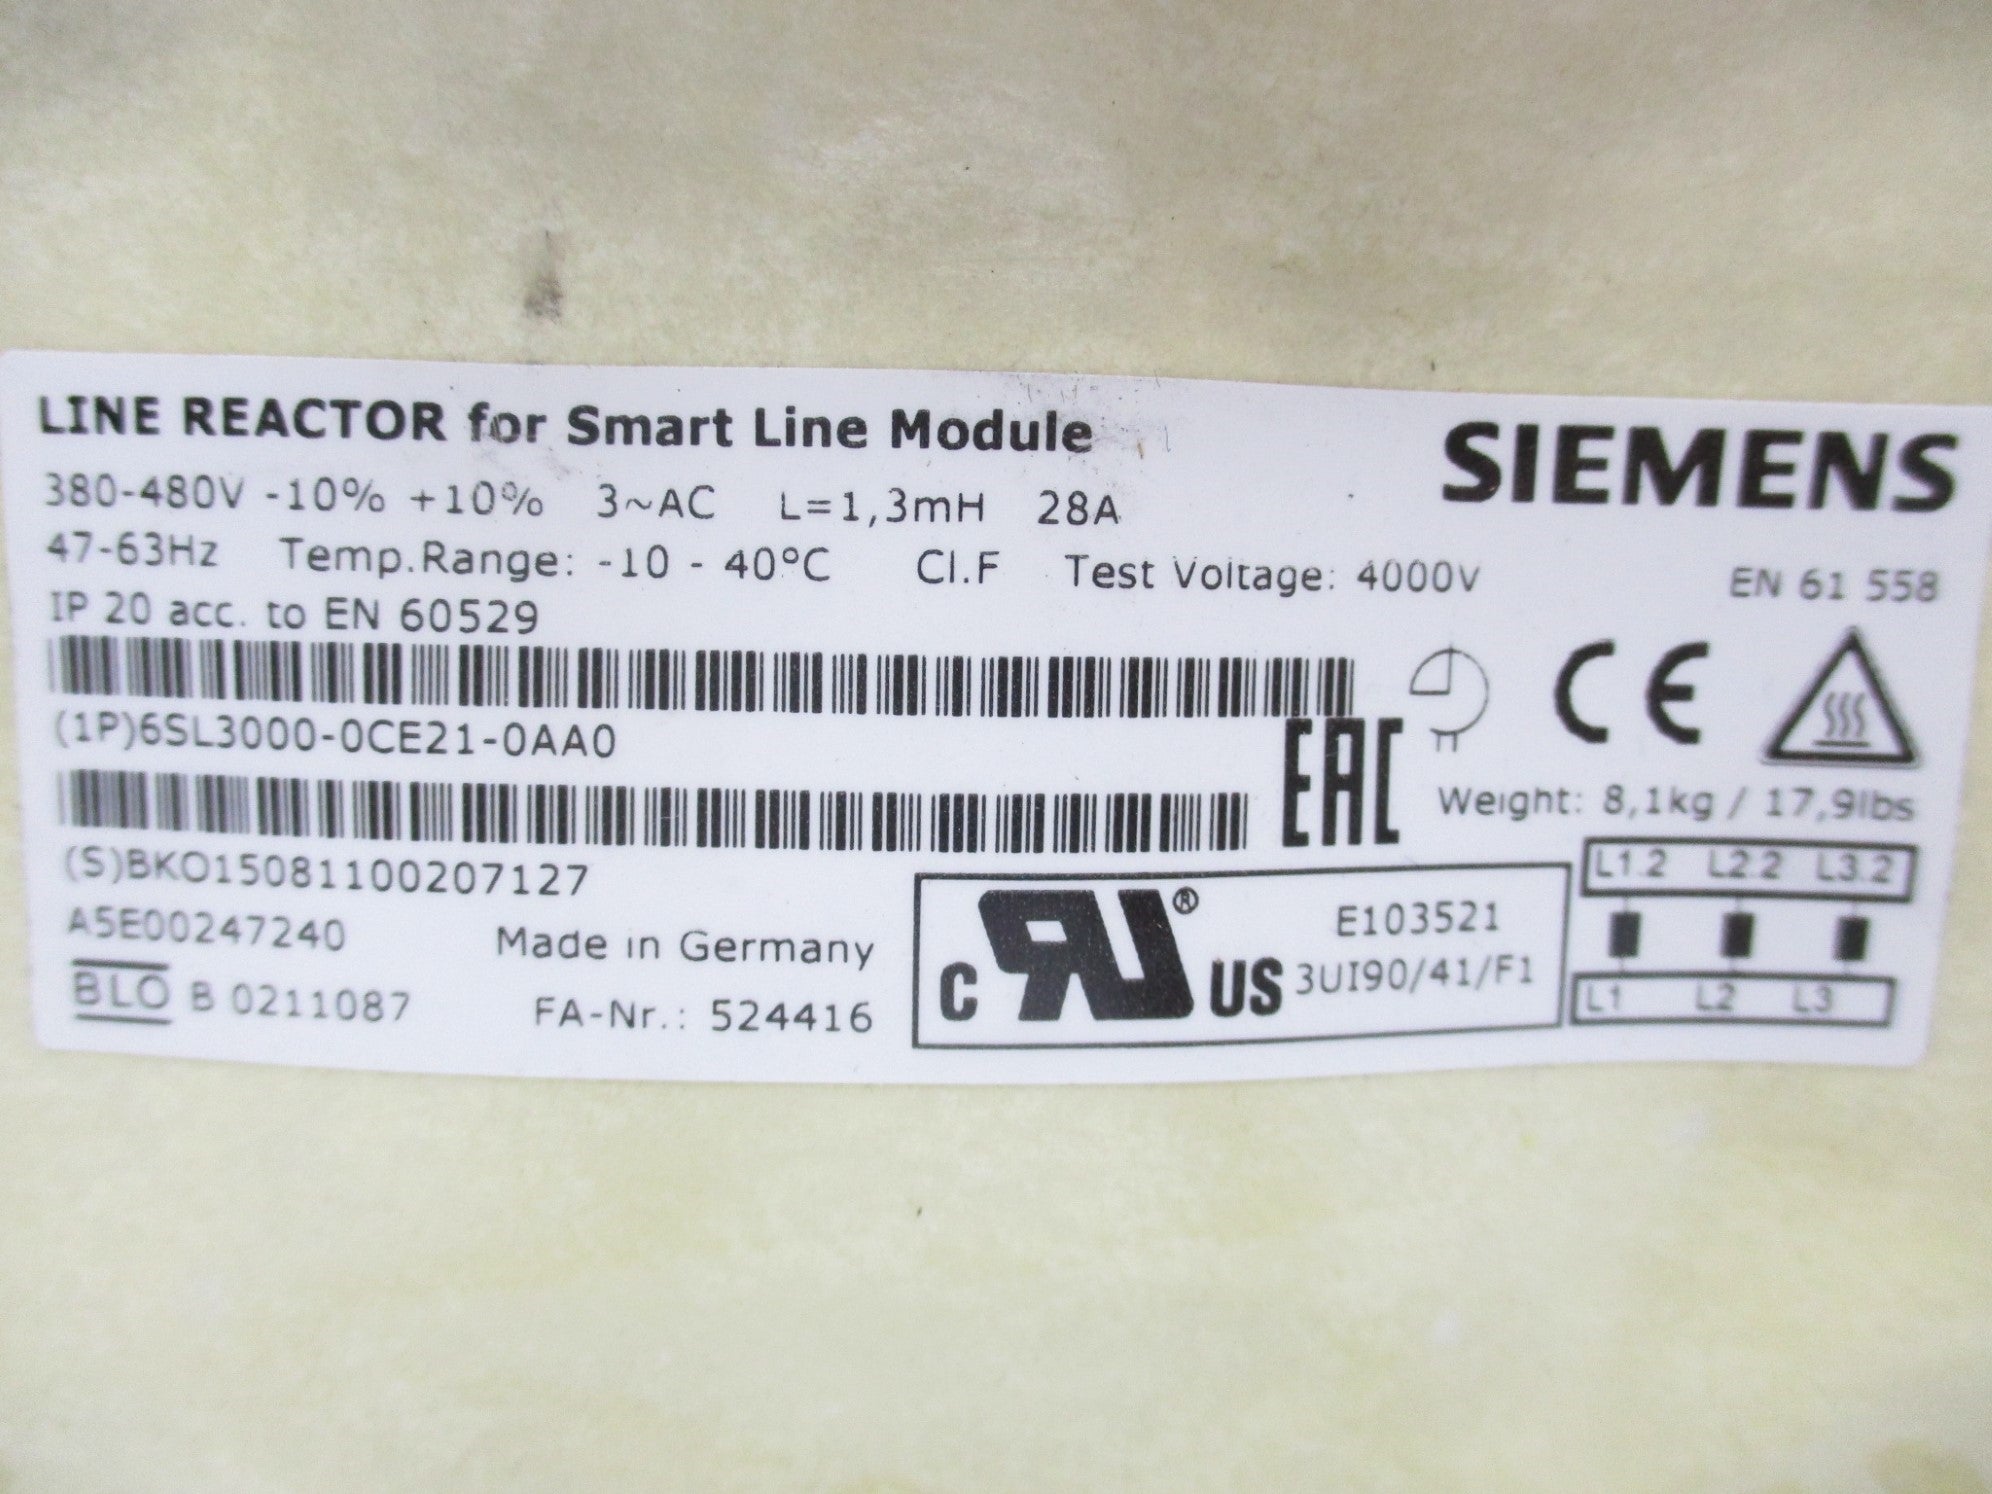 LINE REACTOR for Smart Line Module
SIEMENS
380-480V -10% +10% 3~AC L=1,3mH 28A
47-63Hz Temp.Range: -10 - 40°C Cl.F Test Voltage: 4000V
EN 61 558
IP 20 acc. to EN 60529
CE
(1P)6SL3000-0CE21-0AA0
EAC
Weight: 8,1kg / 17,9lbs
(S)BKO15081100207127
L1.2 L2.2 L3.2
A5E00247240
Made in Germany
c RU ® US
E103521
3UI90/41/F1
L1 L2 L3
BLO B 0211087
FA-Nr.: 524416